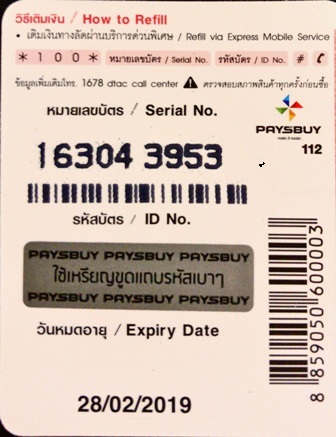 วิธีเติมเงิน / How to Refill
• เติมเงินทางลัดผ่านบริการด่วนพิเศษ / Refill via Express Mobile Service
* 1 0 0 * หมายเลขบัตร / Serial No. รหัสบัตร / ID No. #
ข้อมูลเพิ่มเติมโทร. 1678 dtac call center ตรวจสอบสภาพสินค้าทุกครั้งก่อนซื้อ
หมายเลขบัตร / Serial No.
PAYSBUY
make it easier
112
16304 3953
รหัสบัตร / ID No.
PAYSBUY PAYSBUY PAYSBUY
ใช้เหรียญขูดแถบรหัสเบาๆ
PAYSBUY PAYSBUY PAYSBUY
วันหมดอายุ / Expiry Date
28/02/2019
8 859050 600003